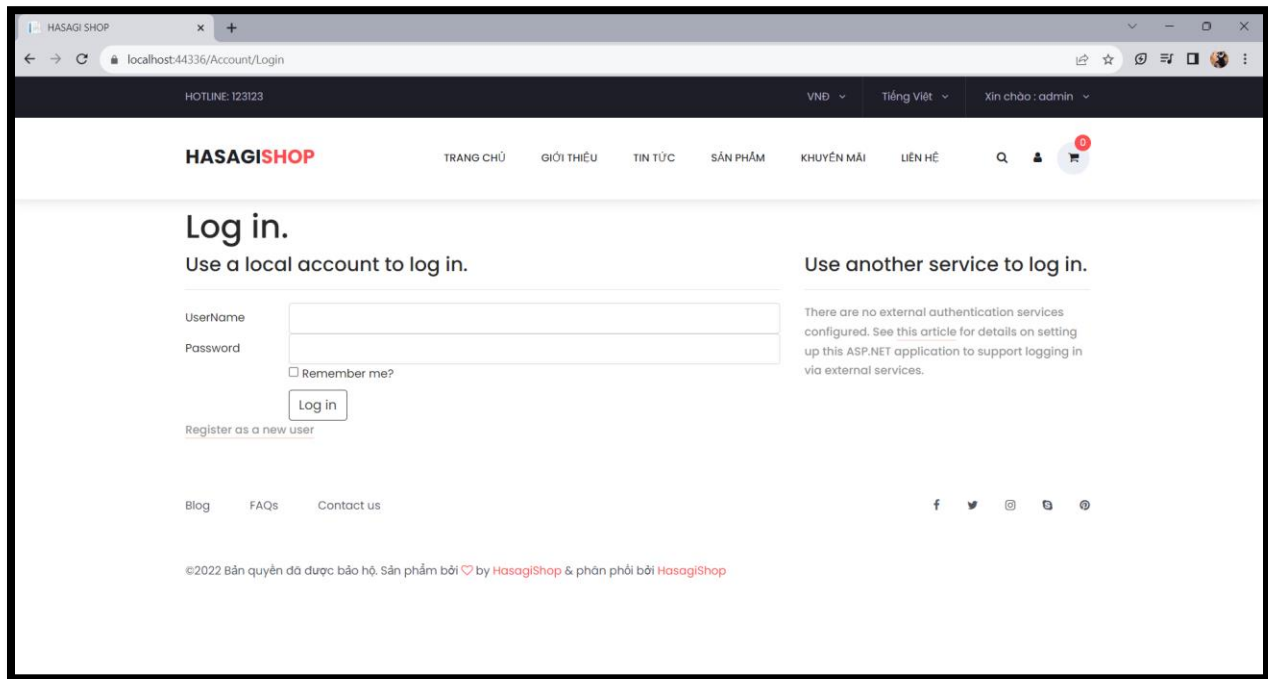 HASAGI SHOP
localhost:44336/Account/Login
HOTLINE: 123123 VNĐ Tiếng Việt Xin chào : admin
HASAGISHOP TRANG CHỦ GIỚI THIỆU TIN TỨC SẢN PHẨM KHUYẾN MÃI LIÊN HỆ 0
Log in.
Use a local account to log in.
UserName
Password
Remember me?
Log in
Register as a new user
Use another service to log in.
There are no external authentication services
configured. See this article for details on setting
up this ASP.NET application to support logging in
via external services.
Blog FAQs Contact us
©2022 Bản quyền đã được bảo hộ. Sản phẩm bởi ♡ by HasagiShop & phân phối bởi HasagiShop